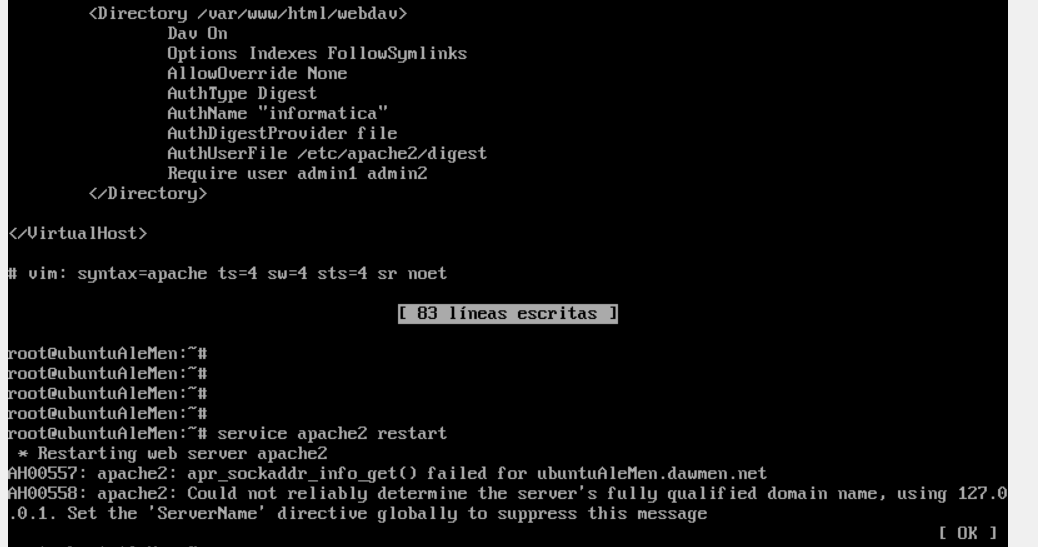 <Directory /var/www/html/webdav>
Dav On
Options Indexes FollowSymlinks
AllowOverride None
AuthType Digest
AuthName "informatica"
AuthDigestProvider file
AuthUserFile /etc/apache2/digest
Require user admin1 admin2
</Directory>
</VirtualHost>
# vim: syntax=apache ts=4 sw=4 sts=4 sr noet
[ 83 líneas escritas ]
root@ubuntuAleMen:~#
root@ubuntuAleMen:~#
root@ubuntuAleMen:~#
root@ubuntuAleMen:~#
root@ubuntuAleMen:~# service apache2 restart
* Restarting web server apache2
AH00557: apache2: apr_sockaddr_info_get() failed for ubuntuAleMen.dawmen.net
AH00558: apache2: Could not reliably determine the server's fully qualified domain name, using 127.0
.0.1. Set the 'ServerName' directive globally to suppress this message
[ OK ]